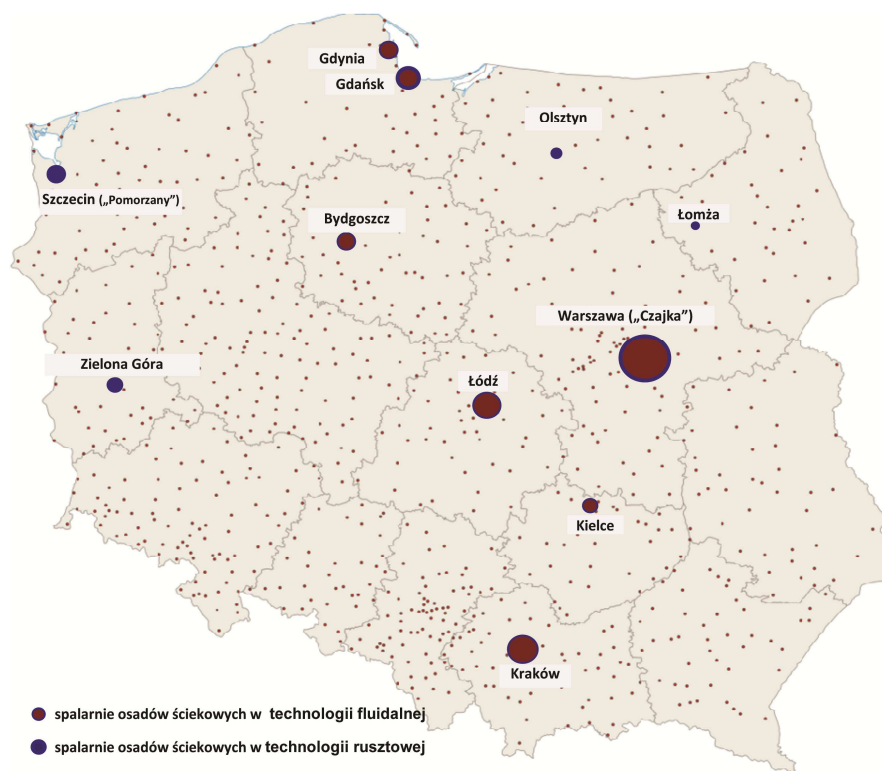 Gdynia
Gdańsk
Olsztyn
Szczecin („Pomorzany”)
Bydgoszcz
Łomża
Warszawa („Czajka”)
Zielona Góra
Łódź
Kielce
Kraków
spalarnie osadów ściekowych w technologii fluidalnej
spalarnie osadów ściekowych w technologii rusztowej